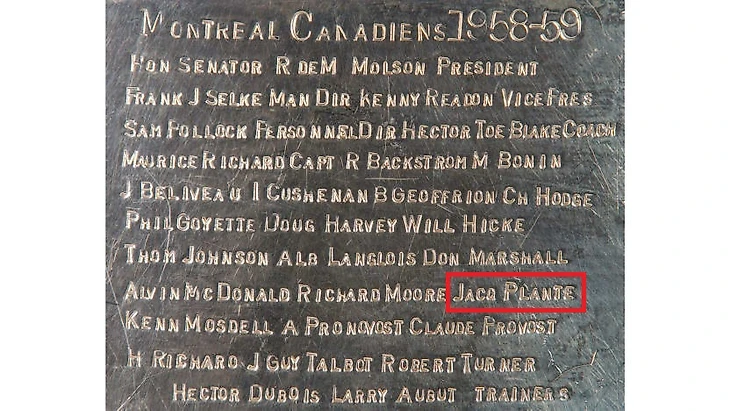 MONTREAL CANADIENS 1958-59
HON SENATOR R DEM MOLSON PRESIDENT
FRANK J SELKE MAN DIR KENNY REARDON VICE PRES
SAM POLLOCK PERSONNEL DIR HECTOR TOE BLAKE COACH
MAURICE RICHARD CAPT R BACKSTROM M BONIN
J BELIVEAU I CUSHENAN B GEOFFRION CH HODGE
PHIL GOYETTE DOUG HARVEY WILL HICKE
THOM JOHNSON ALB LANGLOIS DON MARSHALL
ALVIN MCDONALD RICHARD MOORE JACQ PLANTE
KENN MOSDELL A PRONOVOST CLAUDE PROVOST
H RICHARD J GUY TALBOT ROBERT TURNER
HECTOR DUBOIS LARRY AUBUT TRAINERS